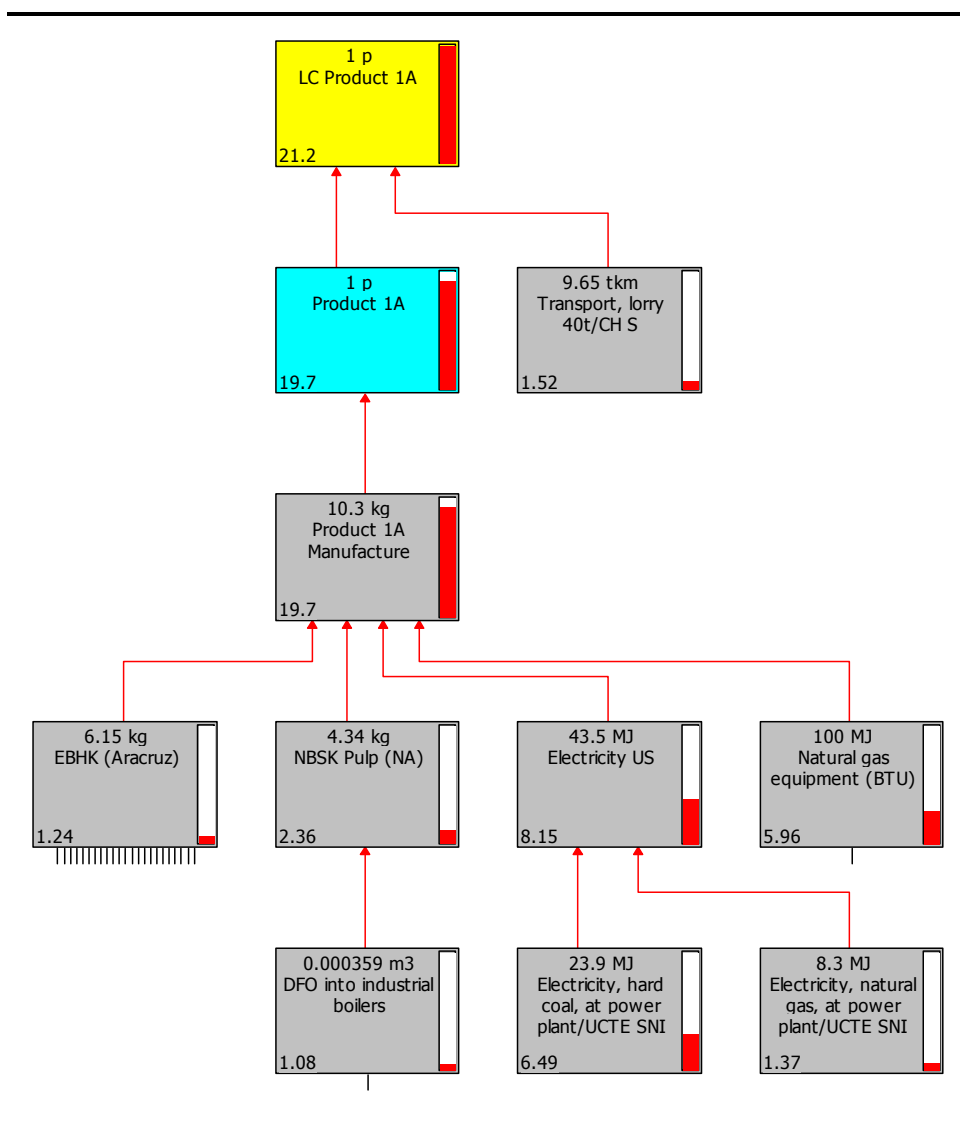 1 p
LC Product 1A
21.2
1 p
Product 1A
19.7
9.65 tkm
Transport, lorry
40t/CH S
1.52
10.3 kg
Product 1A
Manufacture
19.7
6.15 kg
EBHK (Aracruz)
1.24
4.34 kg
NBSK Pulp (NA)
2.36
43.5 MJ
Electricity US
8.15
100 MJ
Natural gas
equipment (BTU)
5.96
0.000359 m3
DFO into industrial
boilers
1.08
23.9 MJ
Electricity, hard
coal, at power
plant/UCTE SNI
6.49
8.3 MJ
Electricity, natural
gas, at power
plant/UCTE SNI
1.37